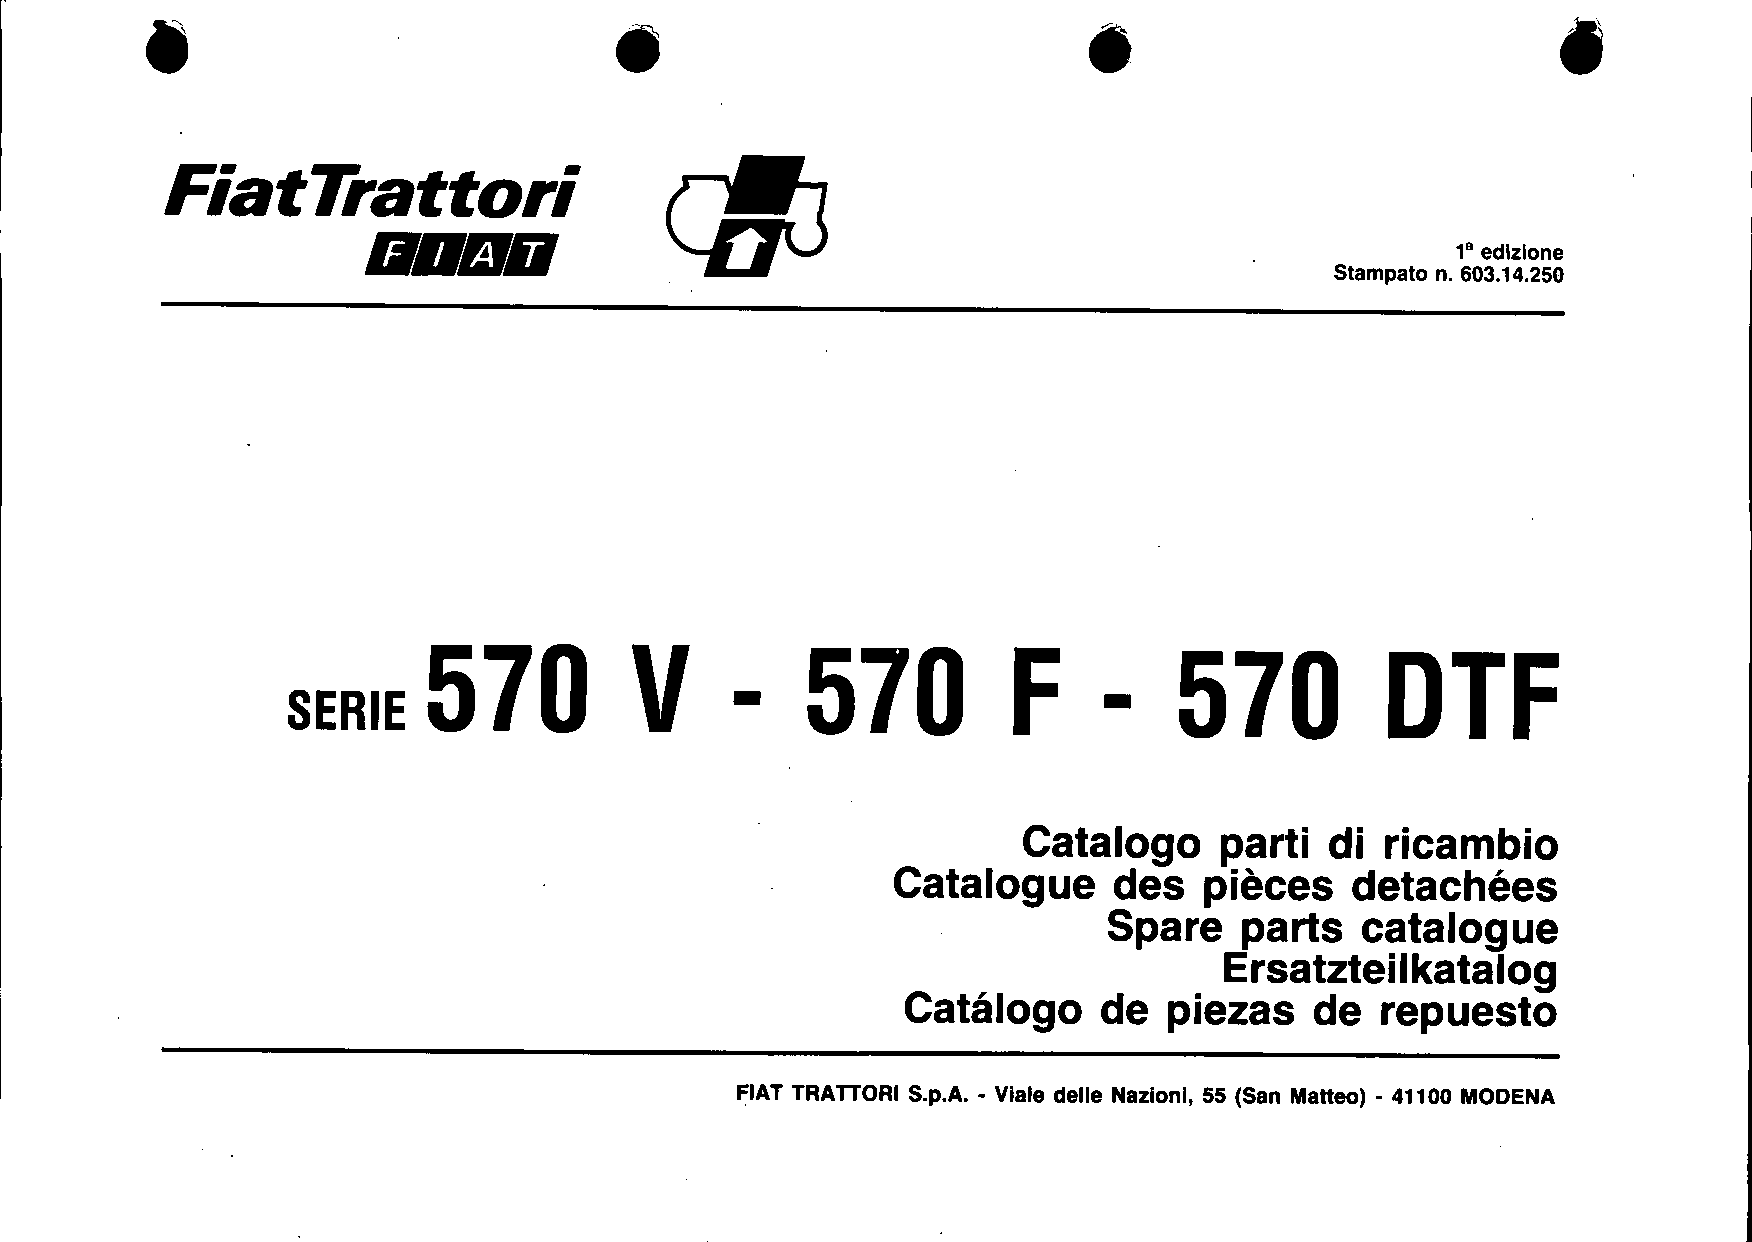 FiatTrattori
FIAT
1ª edizione
Stampato n. 603.14.250
SERIE 570 V - 570 F - 570 DTF
Catalogo parti di ricambio
Catalogue des pièces detachées
Spare parts catalogue
Ersatzteilkatalog
Catálogo de piezas de repuesto
FIAT TRATTORI S.p.A. - Viale delle Nazioni, 55 (San Matteo) - 41100 MODENA